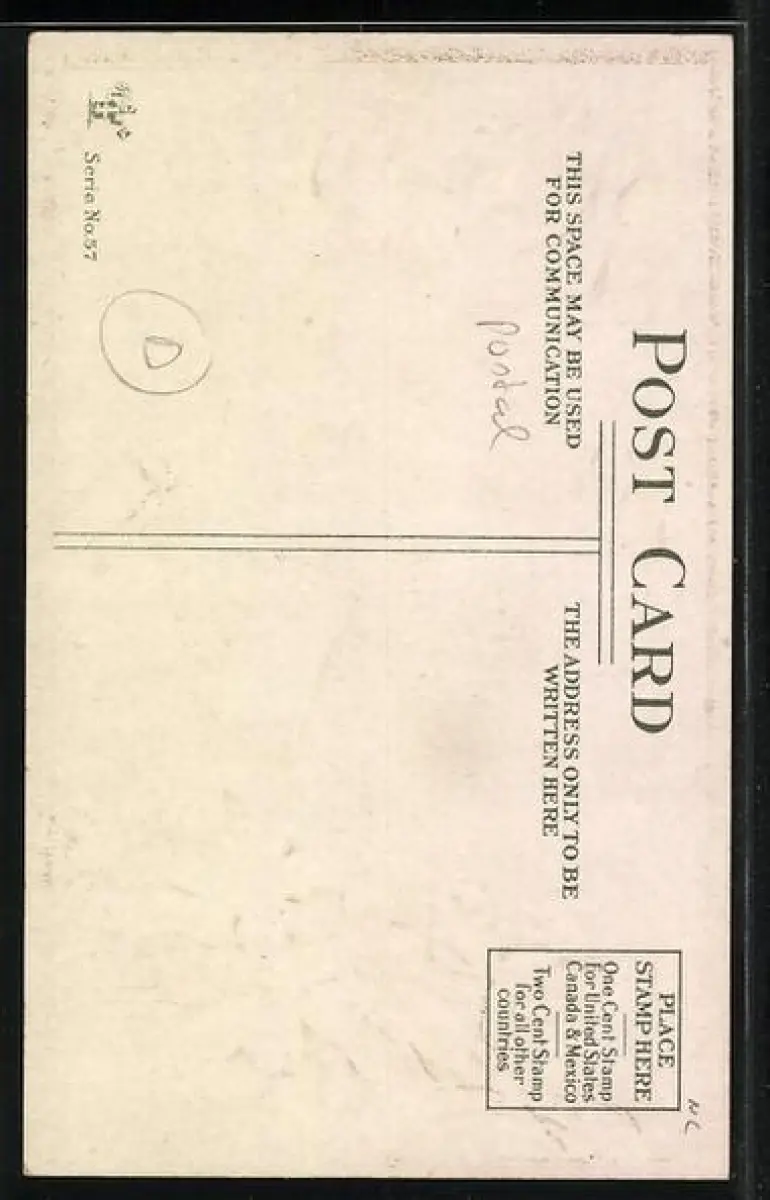 POST CARD
THIS SPACE MAY BE USED
FOR COMMUNICATION
THE ADDRESS ONLY TO BE
WRITTEN HERE
PLACE
STAMP HERE
One Cent Stamp
for United States
Canada & Mexico
Two Cent Stamp
for all other
countries
NC
Postal
D
Serie No.57